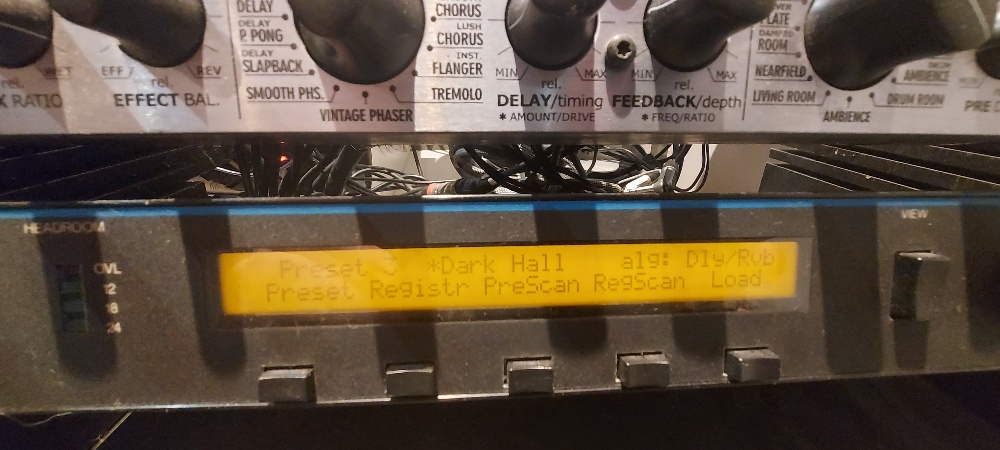 DELAY
DELAY
P. PONG
DELAY
SLAPBACK
SMOOTH PHS.
VINTAGE PHASER
CHORUS
LUSH
CHORUS
INST.
FLANGER
TREMOLO
rel.
WET
X RATIO
EFF
rel.
REV
EFFECT BAL.
MIN
rel.
MAX
DELAY/timing
* AMOUNT/DRIVE
MIN
rel.
MAX
FEEDBACK/depth
* FREQ/RATIO
PLATE
DAMPED
ROOM
NEARFIELD
LIVING ROOM
AMBIENCE
AMBIENCE
DRUM ROOM
PRE
HEADROOM
OVL
12
18
24
Preset 3 *Dark Hall alg: Dly/Rvb
Preset Registr PreScan RegScan Load
VIEW